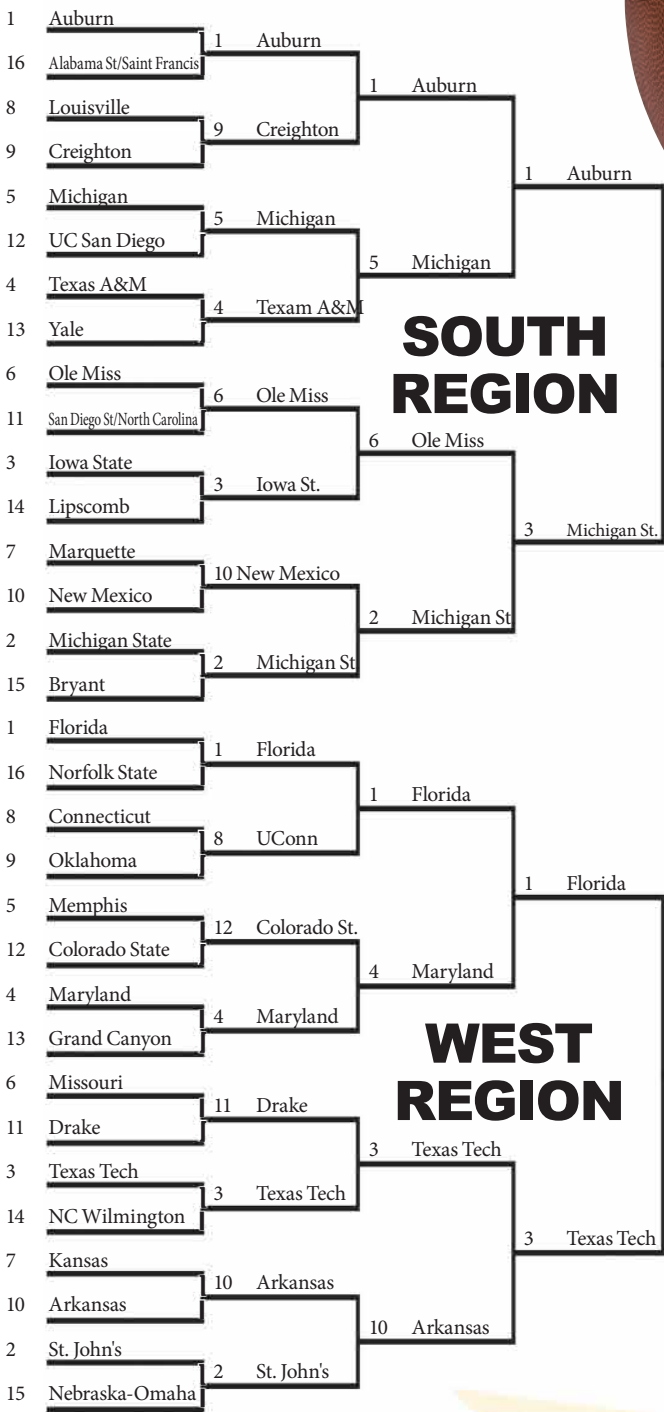 1 Auburn
16 Alabama St/Saint Francis
8 Louisville
9 Creighton
5 Michigan
12 UC San Diego
4 Texas A&M
13 Yale
6 Ole Miss
11 San Diego St/North Carolina
3 Iowa State
14 Lipscomb
7 Marquette
10 New Mexico
2 Michigan State
15 Bryant
1 Auburn
9 Creighton
5 Michigan
4 Texam A&M
6 Ole Miss
3 Iowa St.
10 New Mexico
2 Michigan St
1 Auburn
5 Michigan
6 Ole Miss
2 Michigan St
1 Auburn
3 Michigan St.
SOUTH
REGION
1 Florida
16 Norfolk State
8 Connecticut
9 Oklahoma
5 Memphis
12 Colorado State
4 Maryland
13 Grand Canyon
6 Missouri
11 Drake
3 Texas Tech
14 NC Wilmington
7 Kansas
10 Arkansas
2 St. John's
15 Nebraska-Omaha
1 Florida
8 UConn
12 Colorado St.
4 Maryland
11 Drake
3 Texas Tech
10 Arkansas
2 St. John's
1 Florida
4 Maryland
3 Texas Tech
10 Arkansas
1 Florida
3 Texas Tech
WEST
REGION